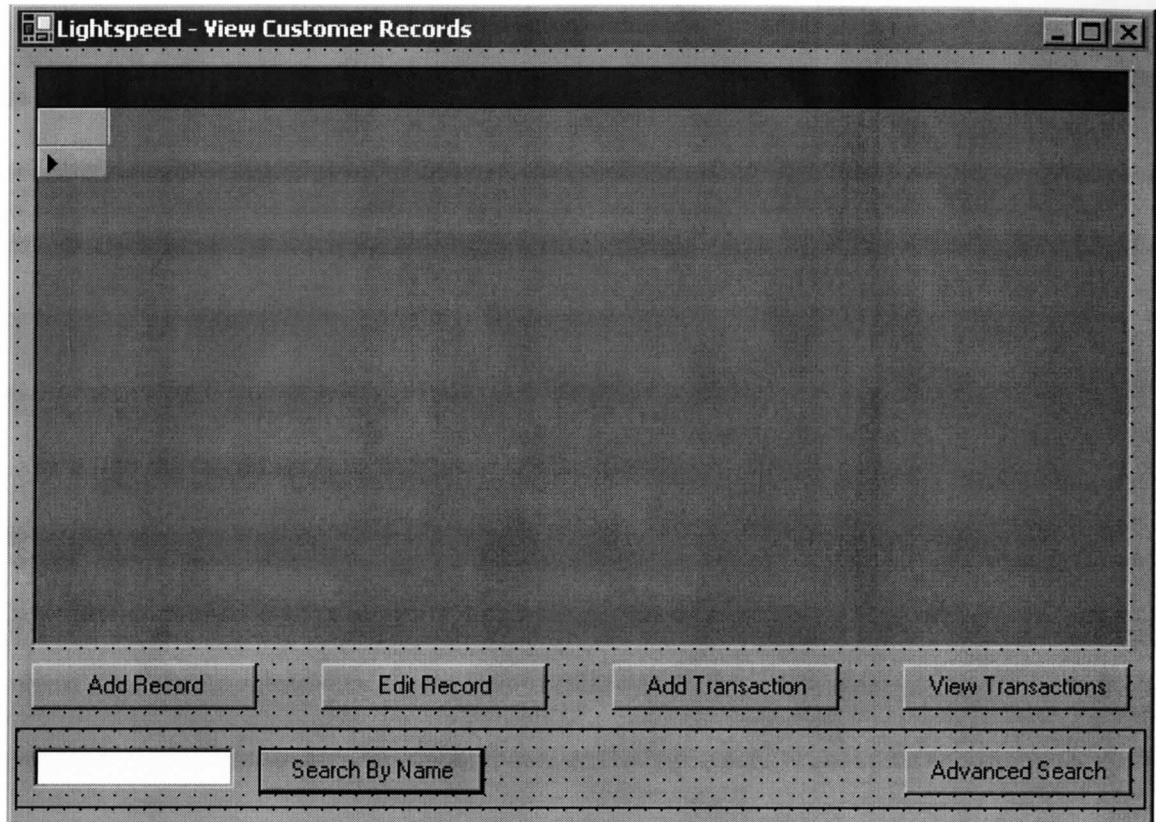 Lightspeed - View Customer Records
Add Record Edit Record Add Transaction View Transactions
Search By Name Advanced Search